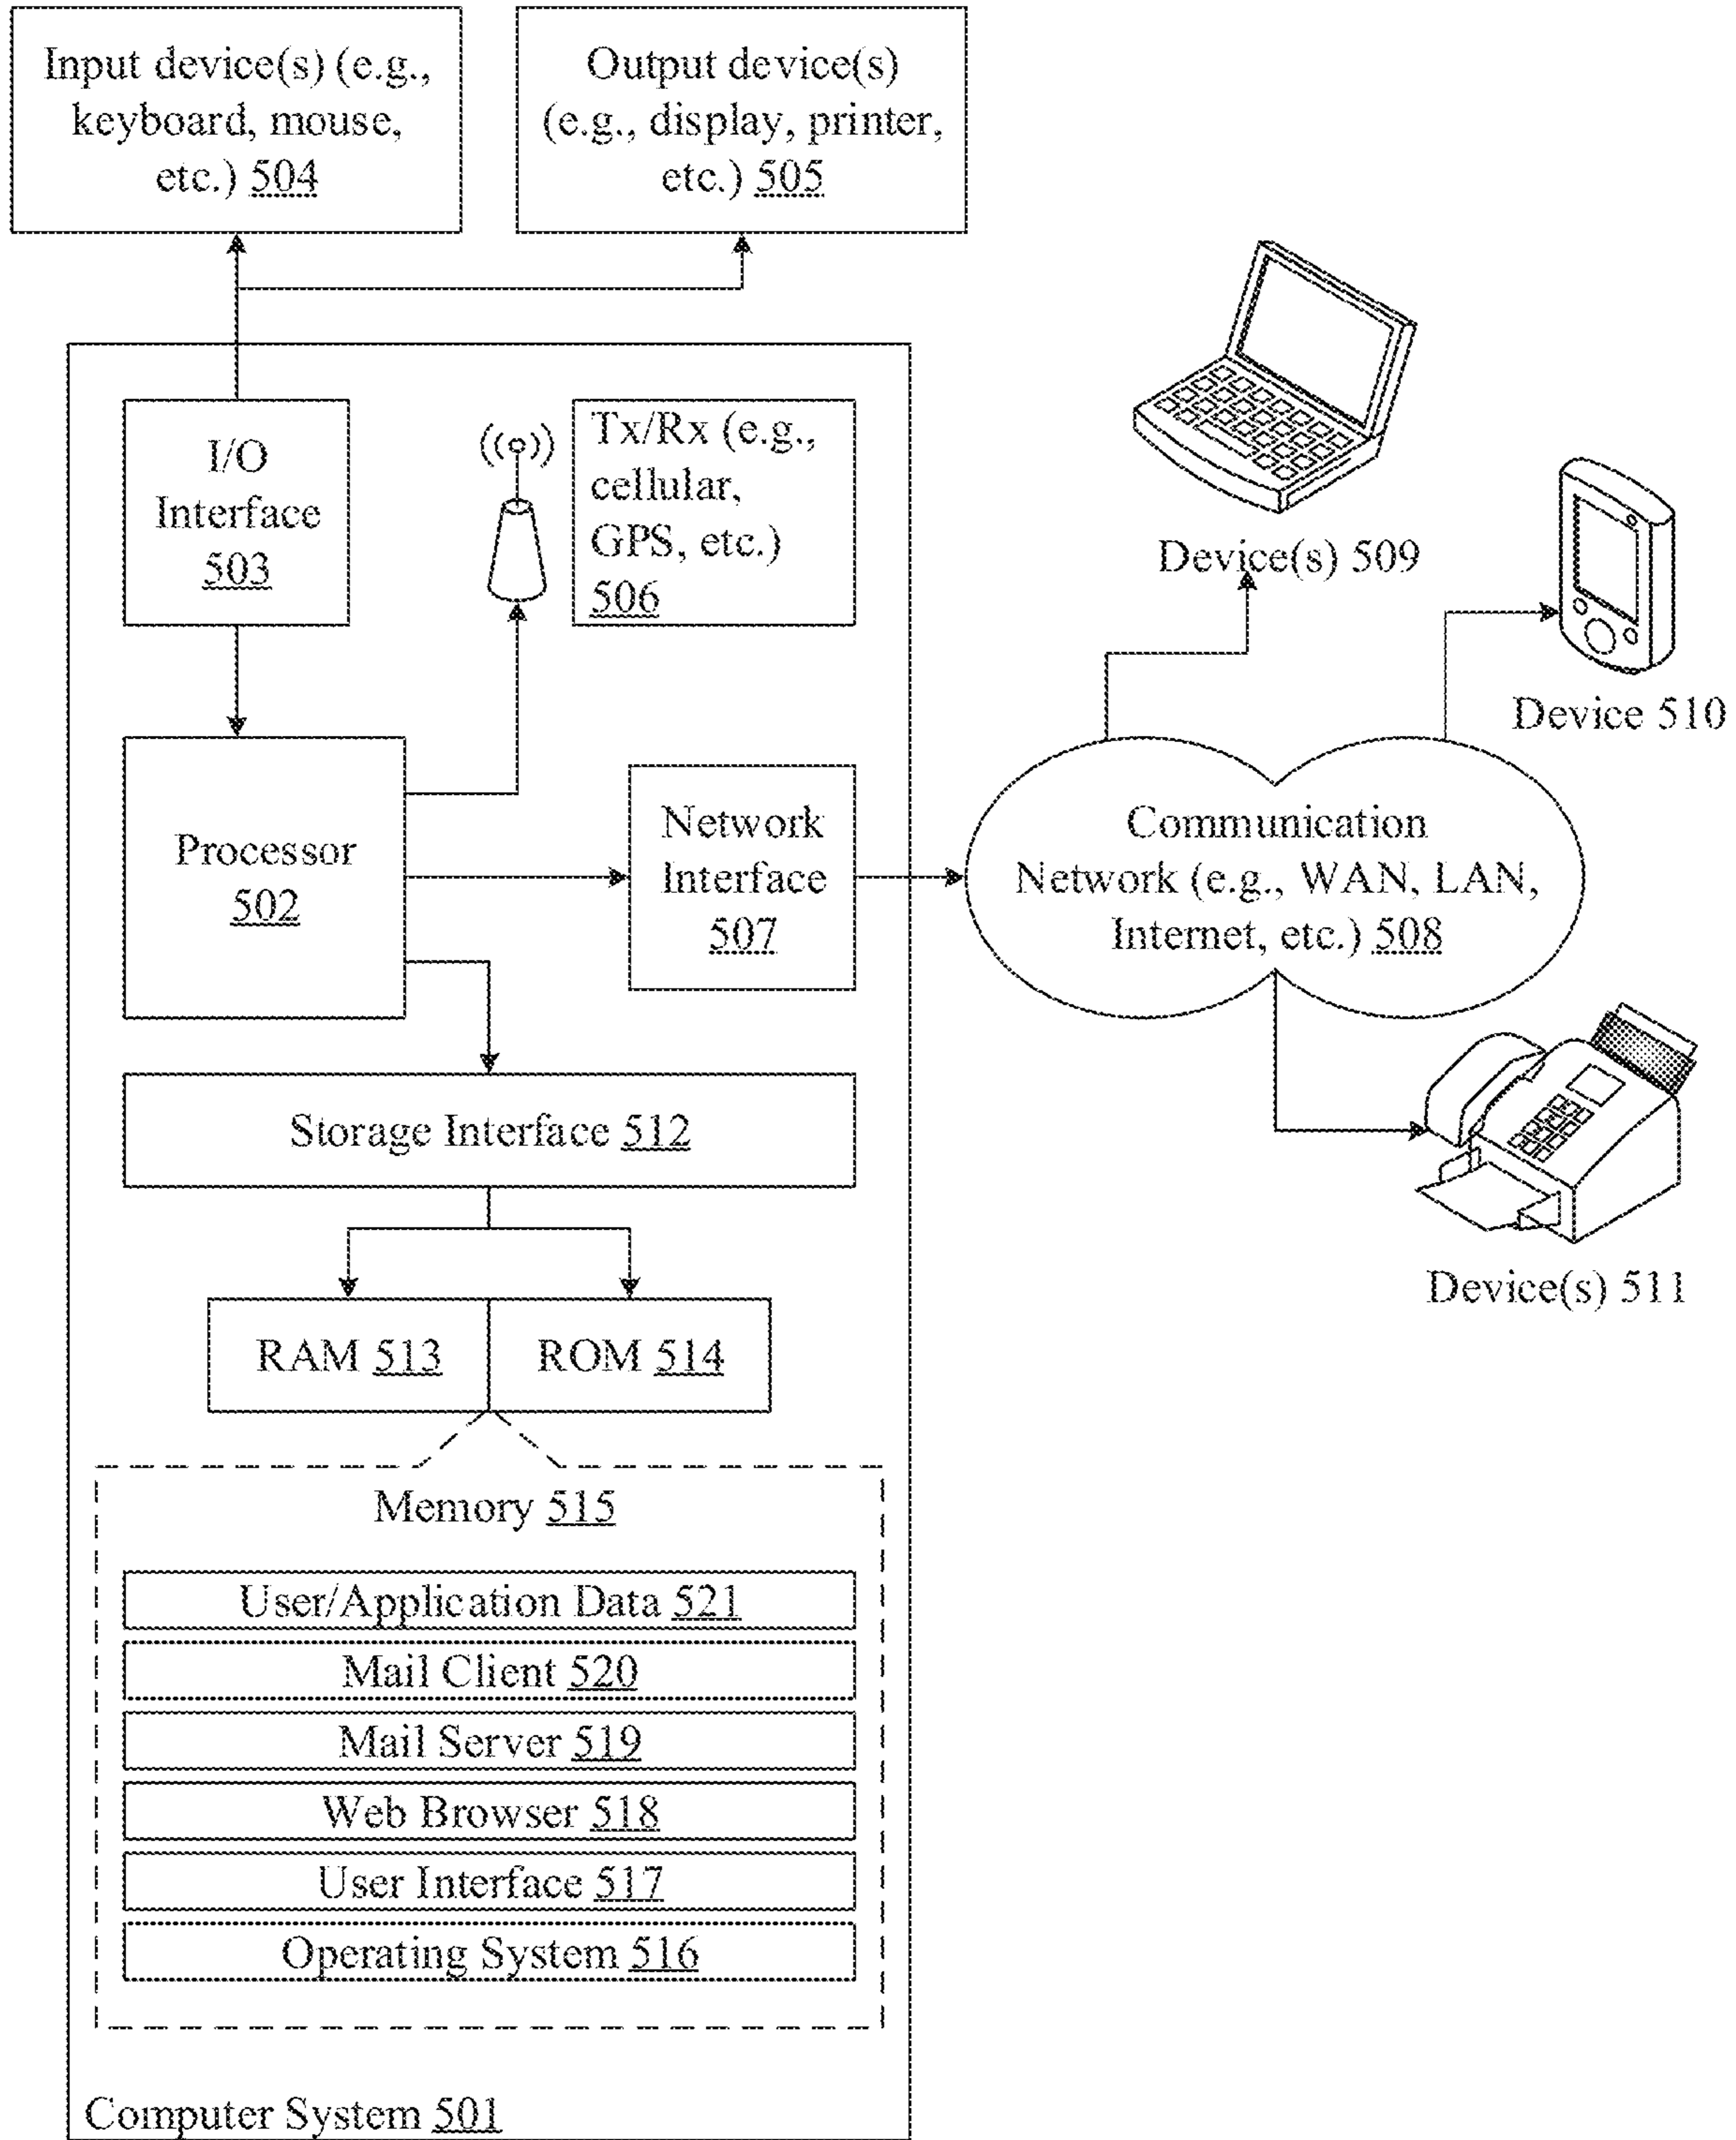 Input device(s) (e.g.,
keyboard, mouse,
etc.) 504
Output device(s)
(e.g., display, printer,
etc.) 505
I/O
Interface
503
Tx/Rx (e.g.,
cellular,
GPS, etc.)
506
Device(s) 509
Device 510
Processor
502
Network
Interface
507
Communication
Network (e.g., WAN, LAN,
Internet, etc.) 508
Storage Interface 512
Device(s) 511
RAM 513
ROM 514
Memory 515
User/Application Data 521
Mail Client 520
Mail Server 519
Web Browser 518
User Interface 517
Operating System 516
Computer System 501